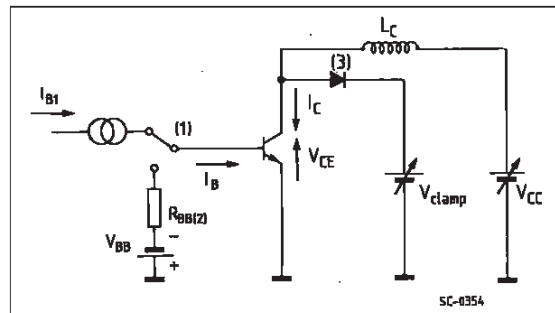 L_C
(3)
I_B1
(1)
I_C
I_B
V_CE
V_clamp
V_CC
R_BB(2)
V_BB
-
+
SC-0354